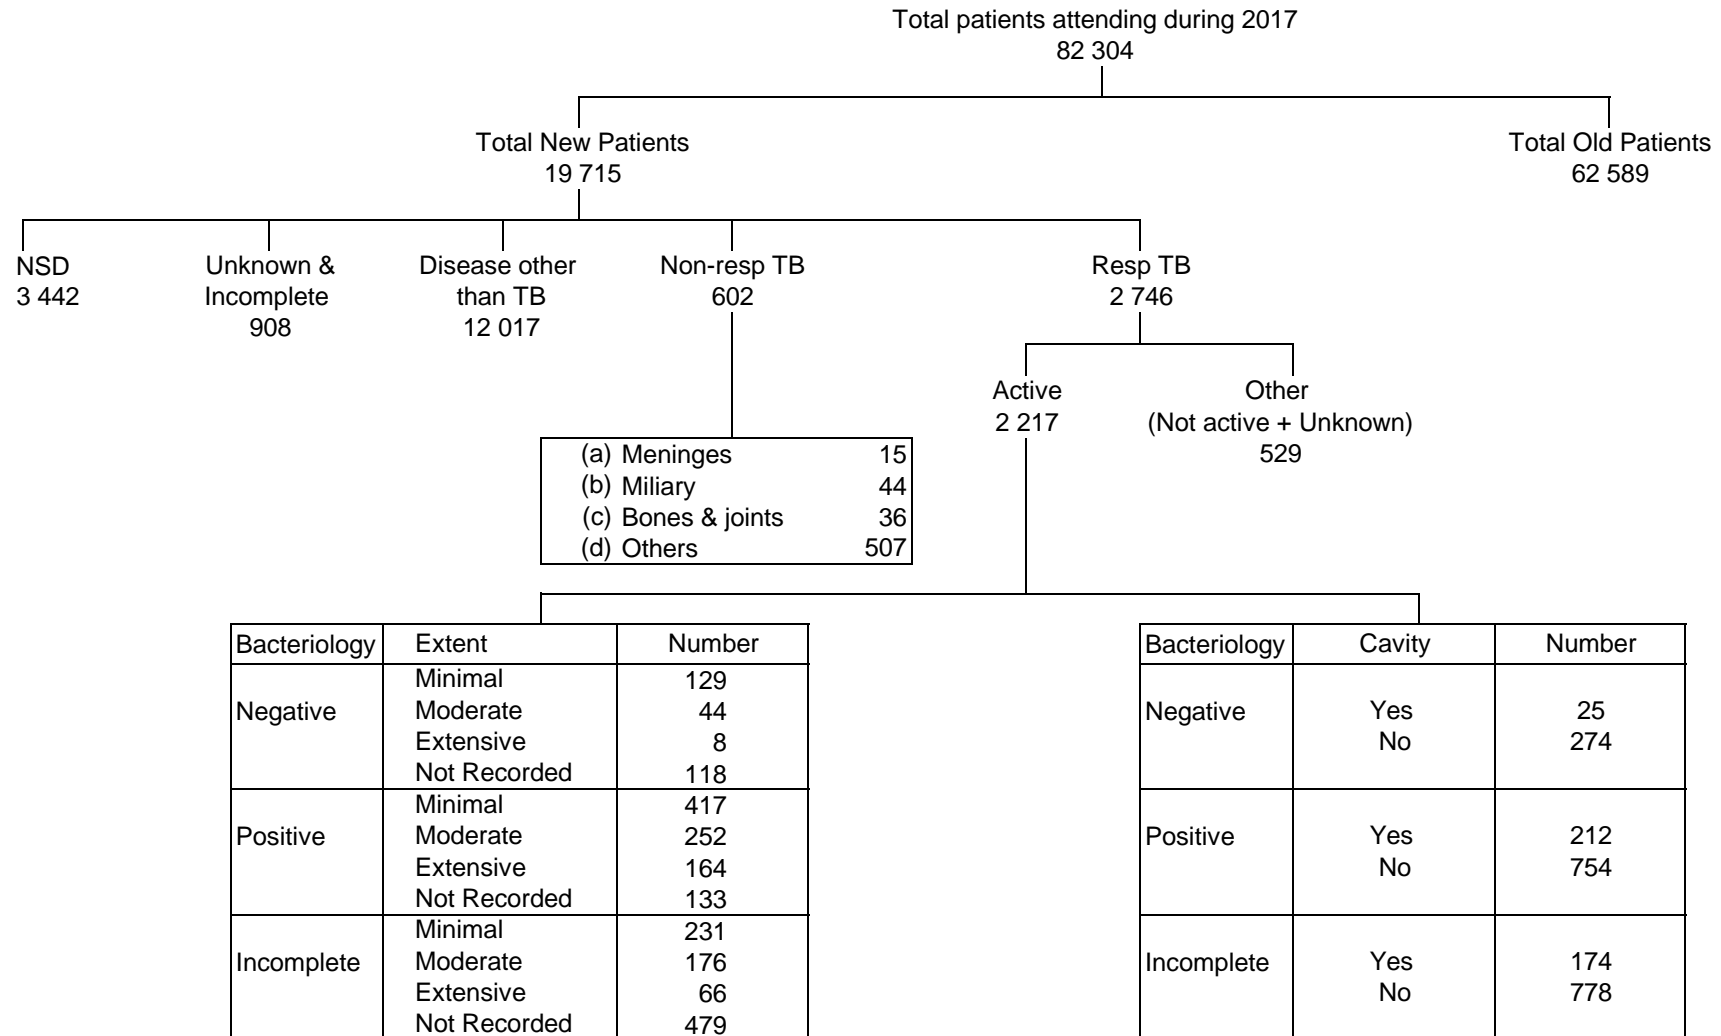 Total patients attending during 2017
82 304
Total New Patients
19 715
Total Old Patients
62 589
NSD
3 442
Unknown &
Incomplete
908
Disease other
than TB
12 017
Non-resp TB
602
Resp TB
2 746
Active
2 217
Other
(Not active + Unknown)
529
(a) Meninges 15
(b) Miliary 44
(c) Bones & joints 36
(d) Others 507
Bacteriology Extent Number
Minimal 129
Negative Moderate 44
Extensive 8
Not Recorded 118
Minimal 417
Positive Moderate 252
Extensive 164
Not Recorded 133
Minimal 231
Incomplete Moderate 176
Extensive 66
Not Recorded 479
Bacteriology Cavity Number
Negative Yes 25
No 274
Positive Yes 212
No 754
Incomplete Yes 174
No 778